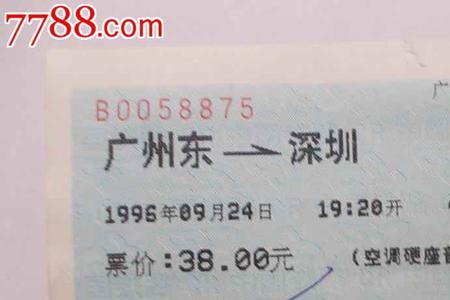 7788.com
广
B0058875
广州东→深圳
1996年09月24日 19:20开
票价:38.00元 (空调硬座